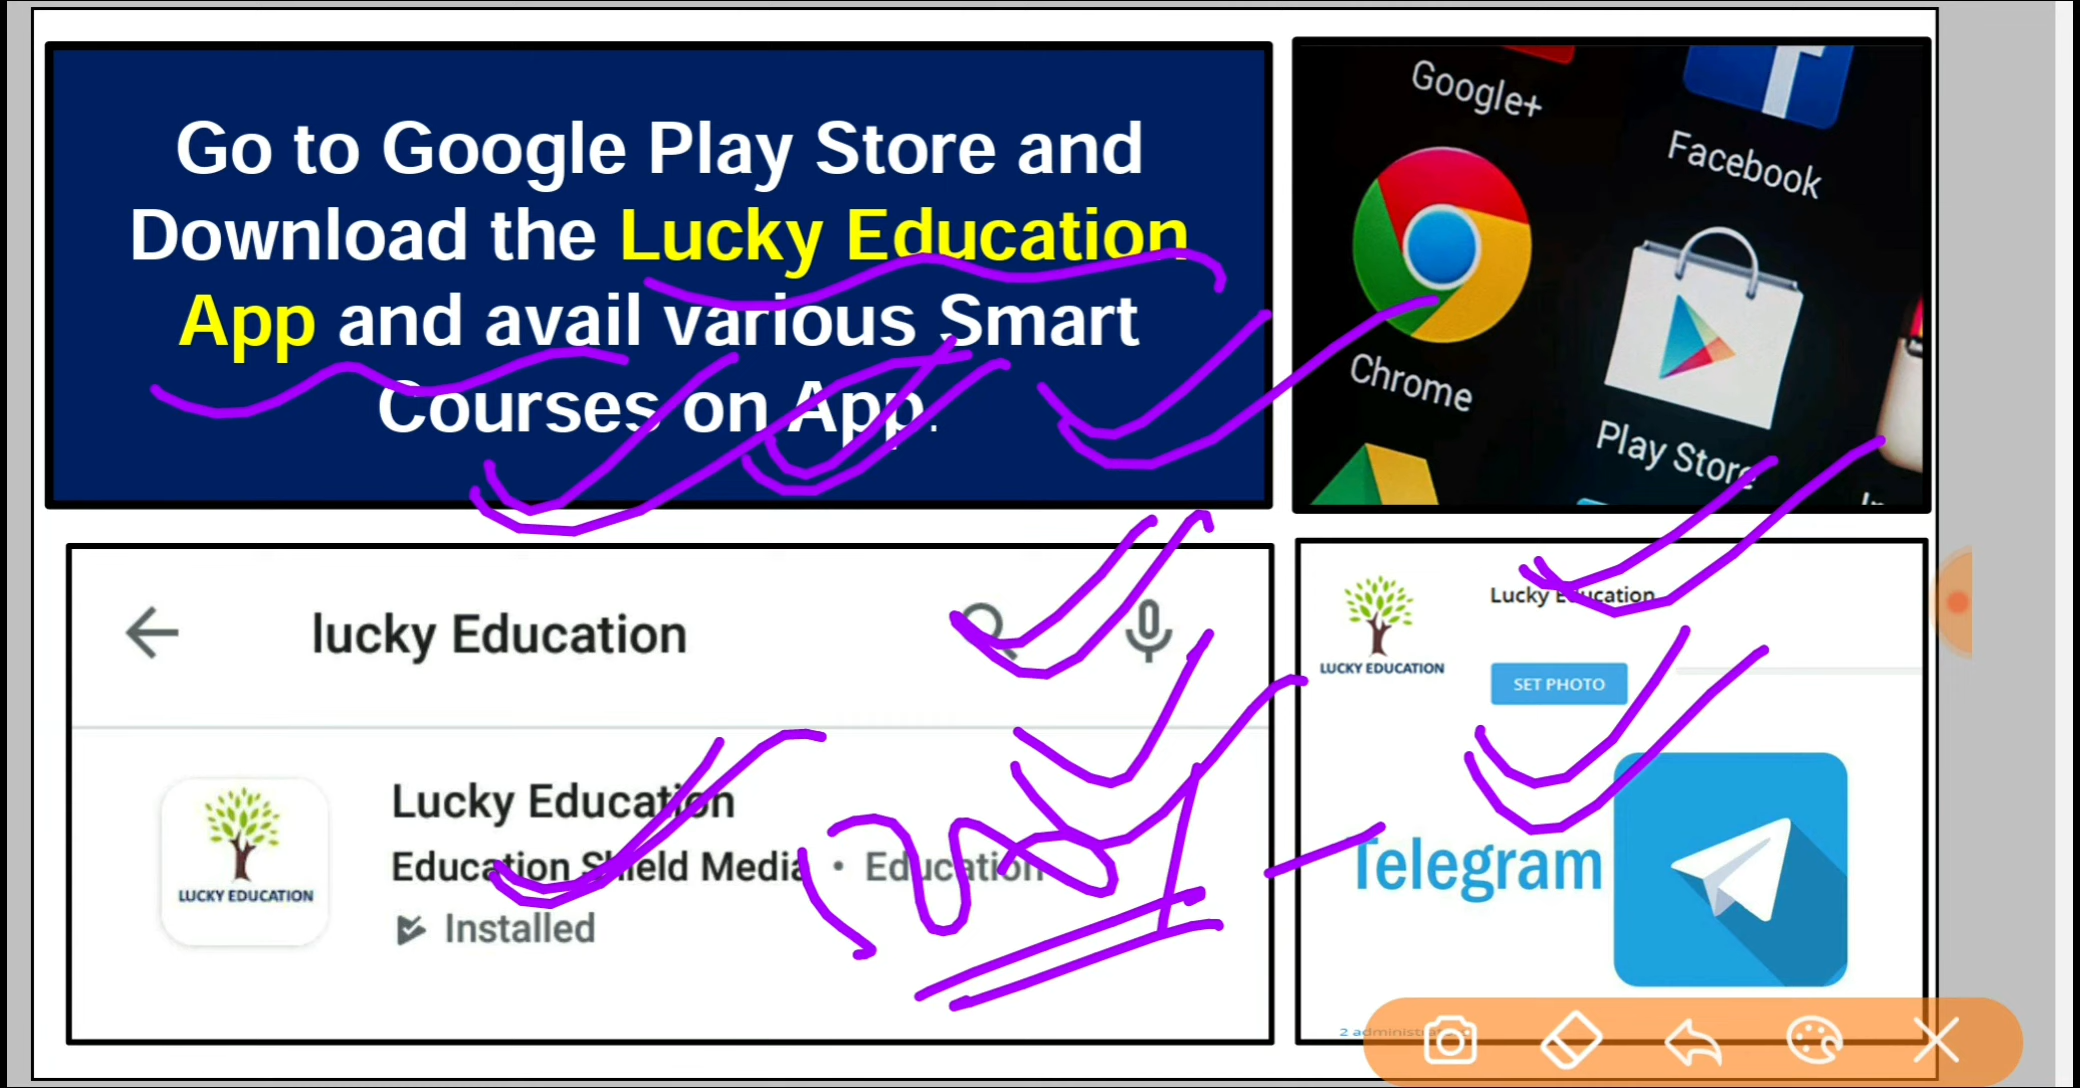 Go to Google Play Store and
Download the Lucky Education
App and avail various Smart
Courses on App.
Google+
Facebook
Chrome
Play Store
lucky Education
Lucky Education
Education Shield Media • Education
Installed
LUCKY EDUCATION
Lucky Education
LUCKY EDUCATION
SET PHOTO
Telegram